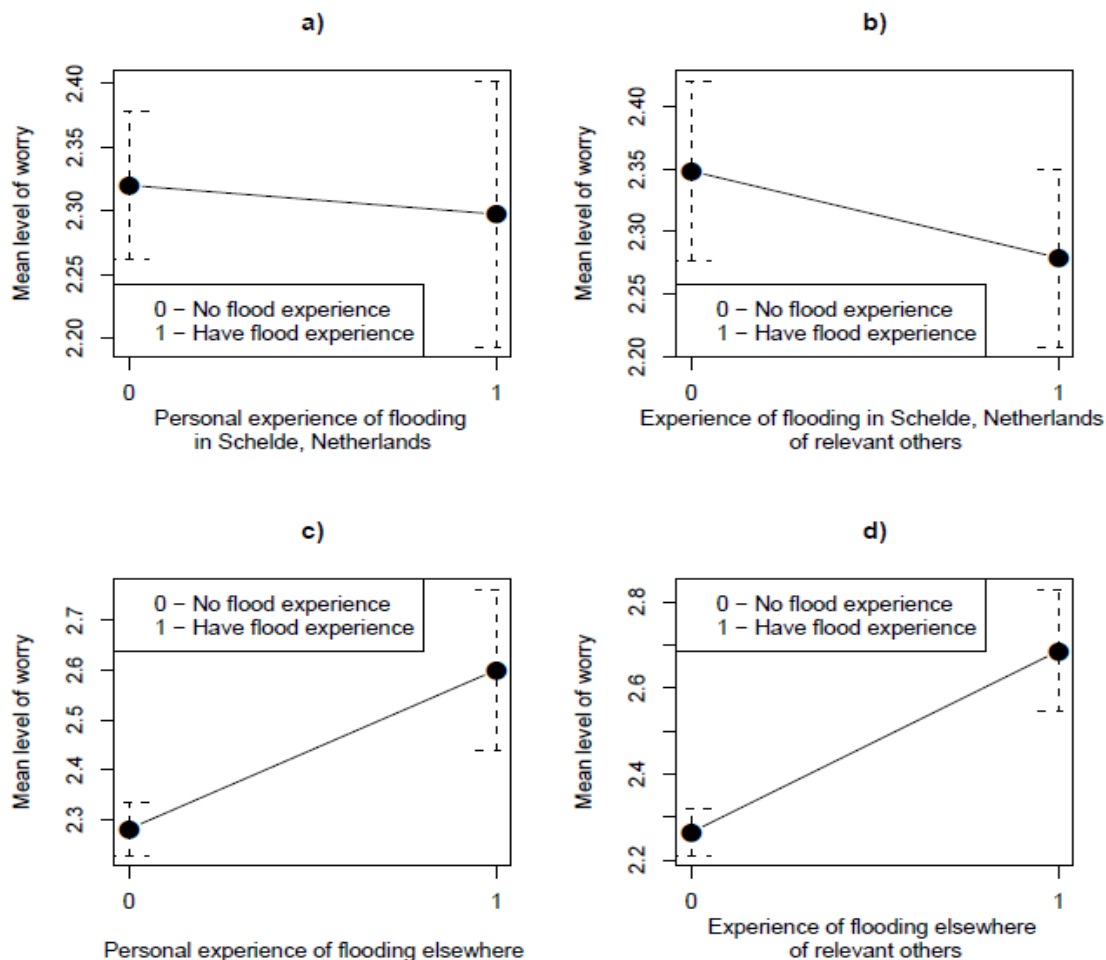 a)
Mean level of worry
2.40
2.35
2.30
2.25
2.20
0 − No flood experience
1 − Have flood experience
0
1
Personal experience of flooding
in Schelde, Netherlands
b)
Mean level of worry
2.40
2.35
2.30
2.25
2.20
0 − No flood experience
1 − Have flood experience
0
1
Experience of flooding in Schelde, Netherlands
of relevant others
c)
Mean level of worry
0 − No flood experience
1 − Have flood experience
2.7
2.6
2.5
2.4
2.3
0
1
Personal experience of flooding elsewhere
d)
Mean level of worry
0 − No flood experience
1 − Have flood experience
2.8
2.6
2.4
2.2
0
1
Experience of flooding elsewhere
of relevant others